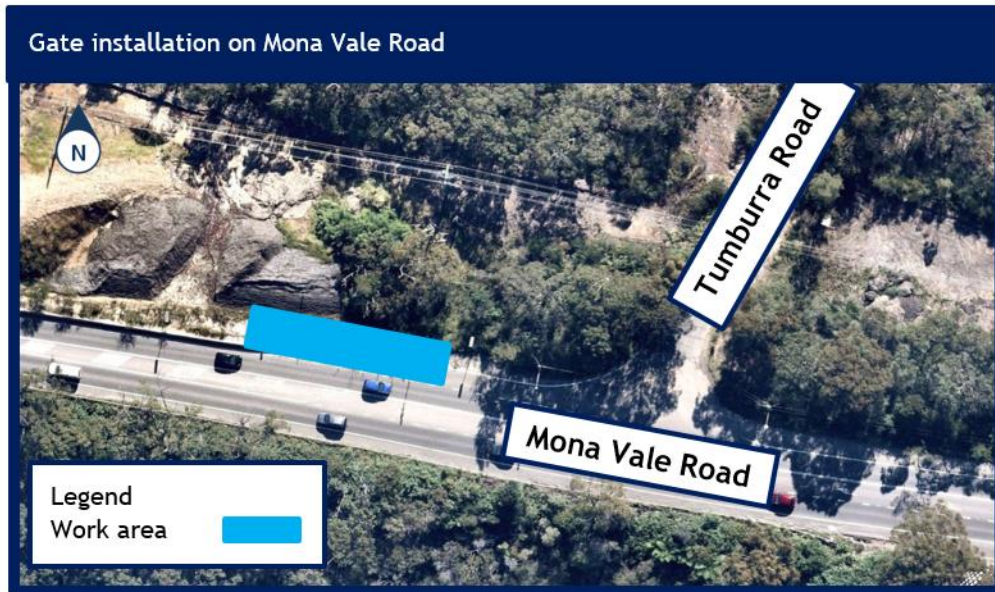 Gate installation on Mona Vale Road
N
Tumburra Road
Mona Vale Road
Legend
Work area